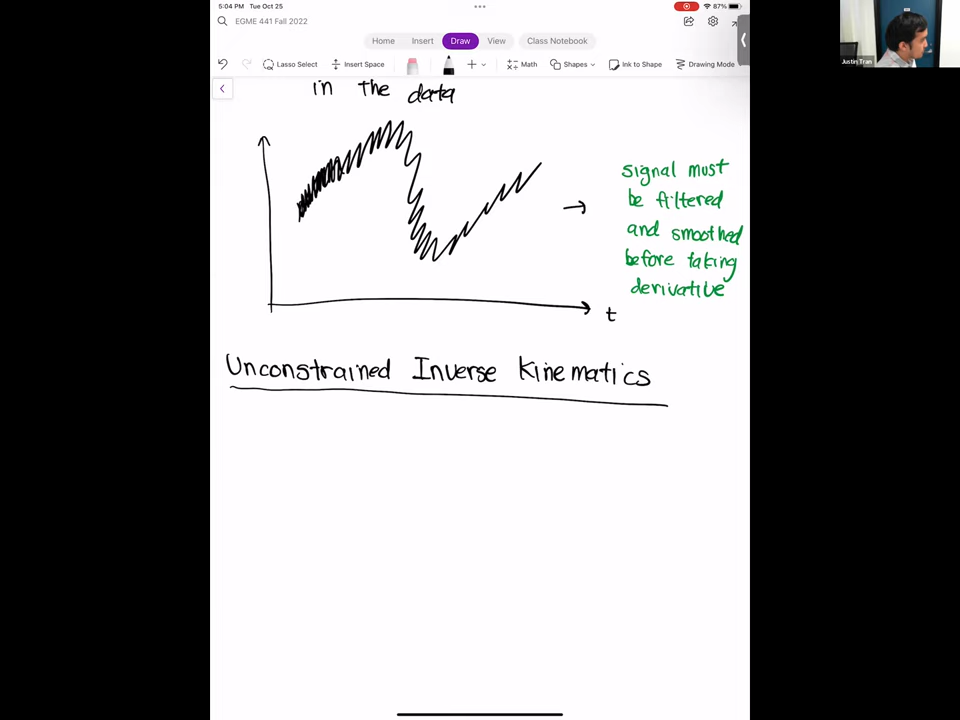 5:04 PM Tue Oct 25
87%
EGME 441 Fall 2022
Home Insert Draw View Class Notebook
Lasso Select Insert Space Math Shapes Ink to Shape Drawing Mode
Justin Tran
in the data
signal must
be filtered
and smoothed
before taking
derivative
t
Unconstrained Inverse Kinematics